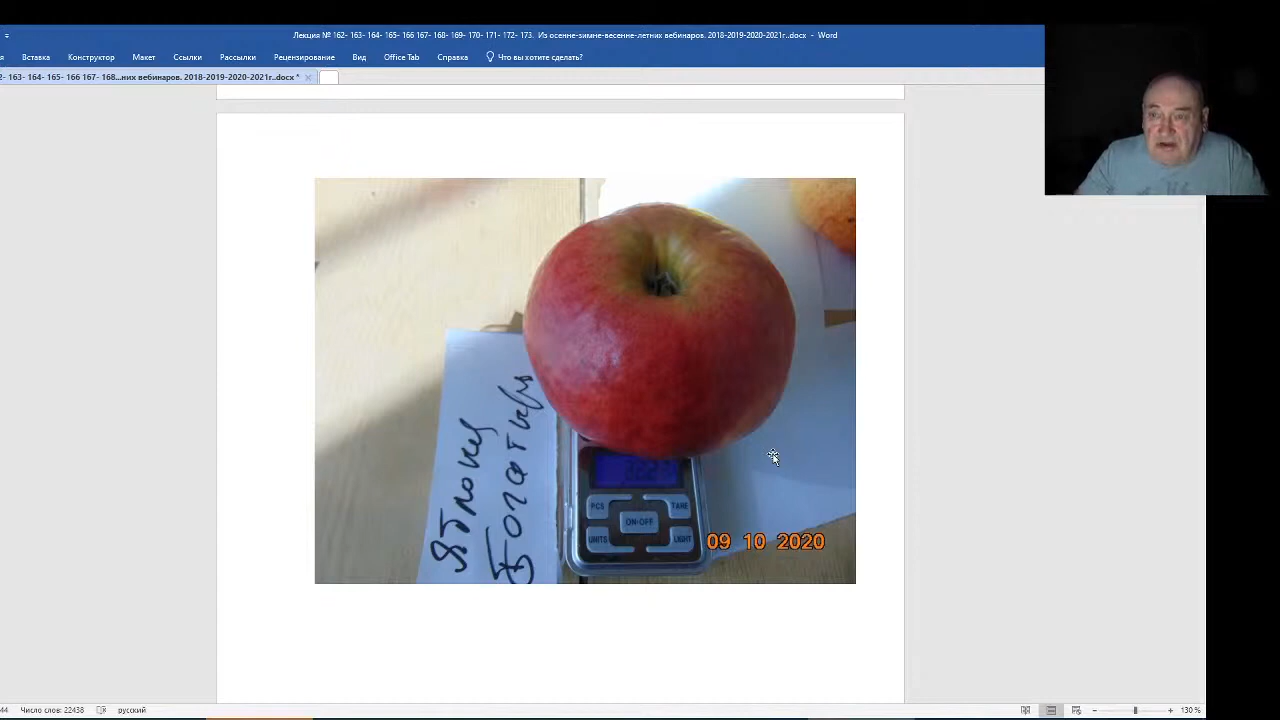 Лекция № 162- 163- 164- 165- 166 167- 168- 169- 170- 171- 172- 173. Из осенне-зимне-весенне-летних вебинаров. 2018-2019-2020-2021г..docx - Word
Вставка Конструктор Макет Ссылки Рассылки Рецензирование Вид Office Tab Справка Что вы хотите сделать?
2- 163- 164- 165- 166 167- 168...них вебинаров. 2018-2019-2020-2021г..docx *
Яблоки
Богатырь
PCS TARE
ON·OFF
UNITS LIGHT
09 10 2020
44 Число слов: 22438 русский 130 %